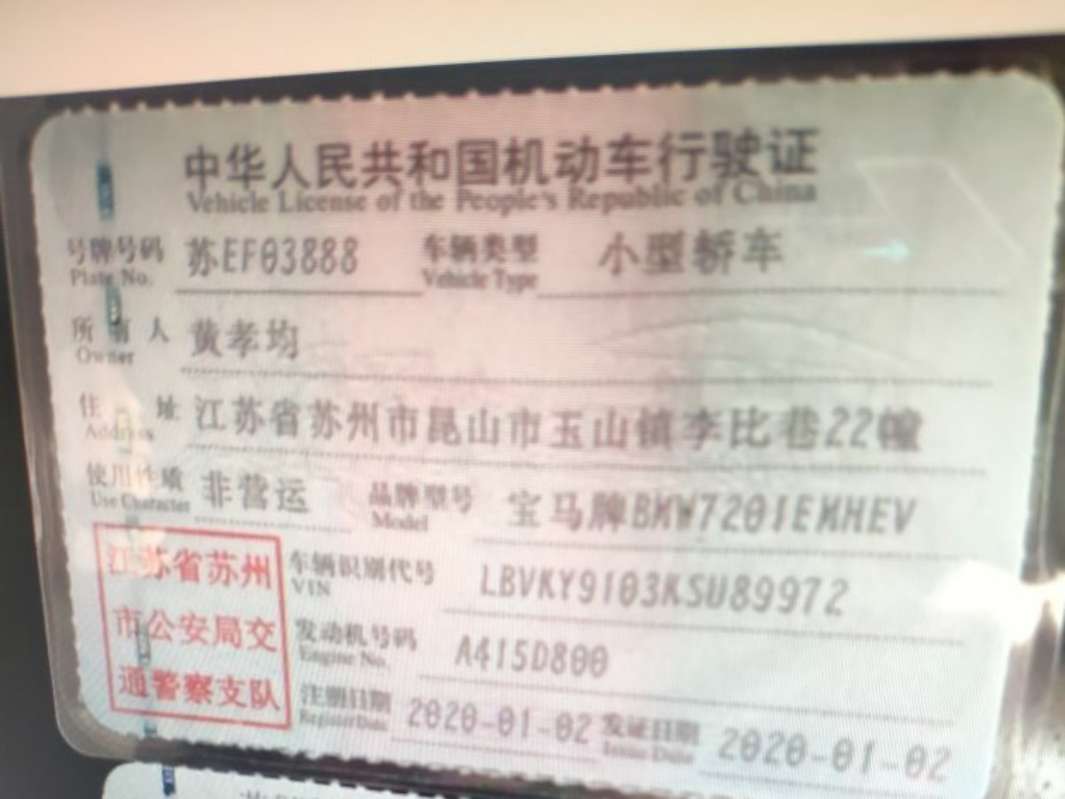 中华人民共和国机动车行驶证
Vehicle License of the People's Republic of China
号牌号码 苏EF03888 车辆类型 小型轿车
Plate No. Vehicle Type
所有人 黄孝均
Owner
住址 江苏省苏州市昆山市玉山镇李比巷22幢
Address
使用性质 非营运 品牌型号 宝马牌BMW7201EMHEV
Use Character Model
江苏省苏州 车辆识别代号 LBVKY9103KSU89972
VIN
市公安局交 发动机号码 A415D800
Engine No.
通警察支队 注册日期 2020-01-02 发证日期 2020-01-02
Register Date Issue Date